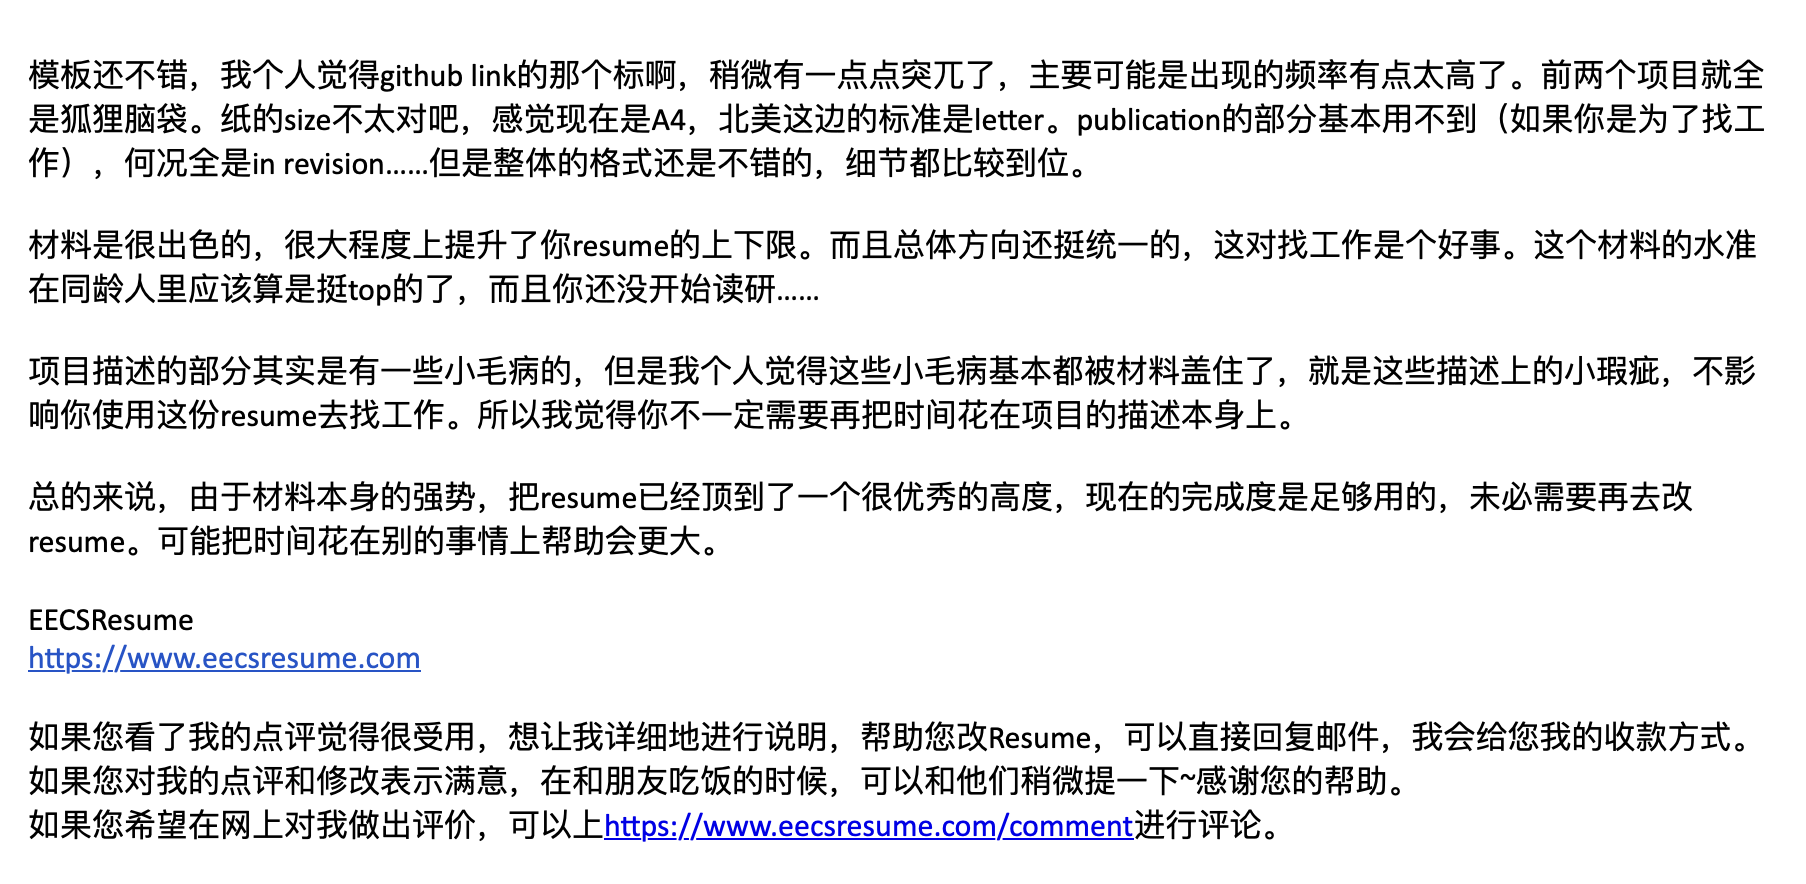 模板还不错，我个人觉得github link的那个标啊，稍微有一点点突兀了，主要可能是出现的频率有点太高了。前两个项目就全
是狐狸脑袋。纸的size不太对吧，感觉现在是A4，北美这边的标准是letter。publication的部分基本用不到（如果你是为了找工
作），何况全是in revision……但是整体的格式还是不错的，细节都比较到位。
材料是很出色的，很大程度上提升了你resume的上下限。而且总体方向还挺统一的，这对找工作是个好事。这个材料的水准
在同龄人里应该算是挺top的了，而且你还没开始读研……
项目描述的部分其实是有一些小毛病的，但是我个人觉得这些小毛病基本都被材料盖住了，就是这些描述上的小瑕疵，不影
响你使用这份resume去找工作。所以我觉得你不一定需要再把时间花在项目的描述本身上。
总的来说，由于材料本身的强势，把resume已经顶到了一个很优秀的高度，现在的完成度是足够用的，未必需要再去改
resume。可能把时间花在别的事情上帮助会更大。
EECSResume
https://www.eecsresume.com
如果您看了我的点评觉得很受用，想让我详细地进行说明，帮助您改Resume，可以直接回复邮件，我会给您我的收款方式。
如果您对我的点评和修改表示满意，在和朋友吃饭的时候，可以和他们稍微提一下~感谢您的帮助。
如果您希望在网上对我做出评价，可以上https://www.eecsresume.com/comment进行评论。